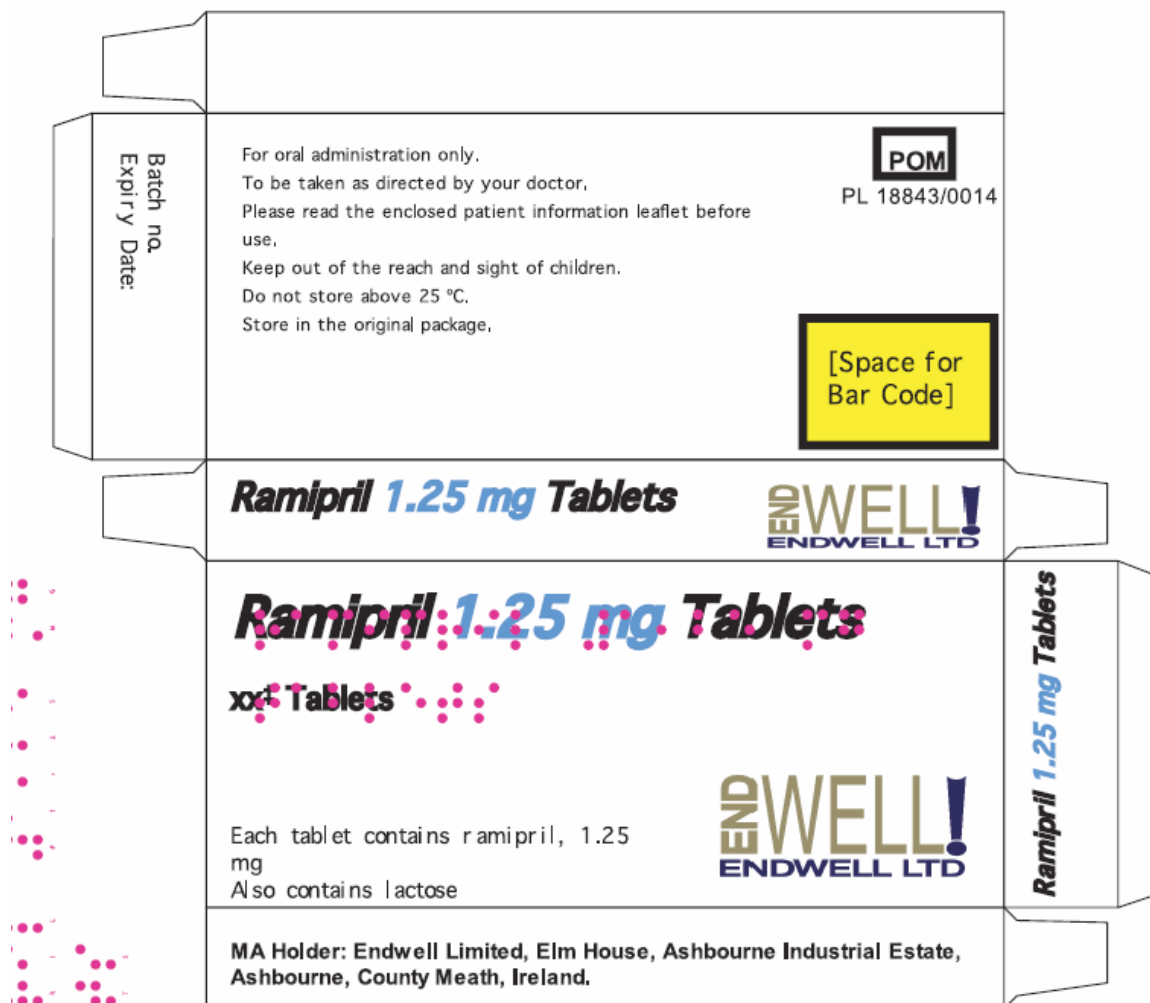 Batch no.
Expiry Date:
For oral administration only.
To be taken as directed by your doctor.
Please read the enclosed patient information leaflet before
use.
Keep out of the reach and sight of children.
Do not store above 25 ºC.
Store in the original package.
POM
PL 18843/0014
[Space for
Bar Code]
Ramipril 1.25 mg Tablets
END WELL!
ENDWELL LTD
Ramipril 1.25 mg Tablets
xx‡ Tablets
Each tablet contains ramipril, 1.25
mg
Also contains lactose
END WELL!
ENDWELL LTD
Ramipril 1.25 mg Tablets
MA Holder: Endwell Limited, Elm House, Ashbourne Industrial Estate,
Ashbourne, County Meath, Ireland.